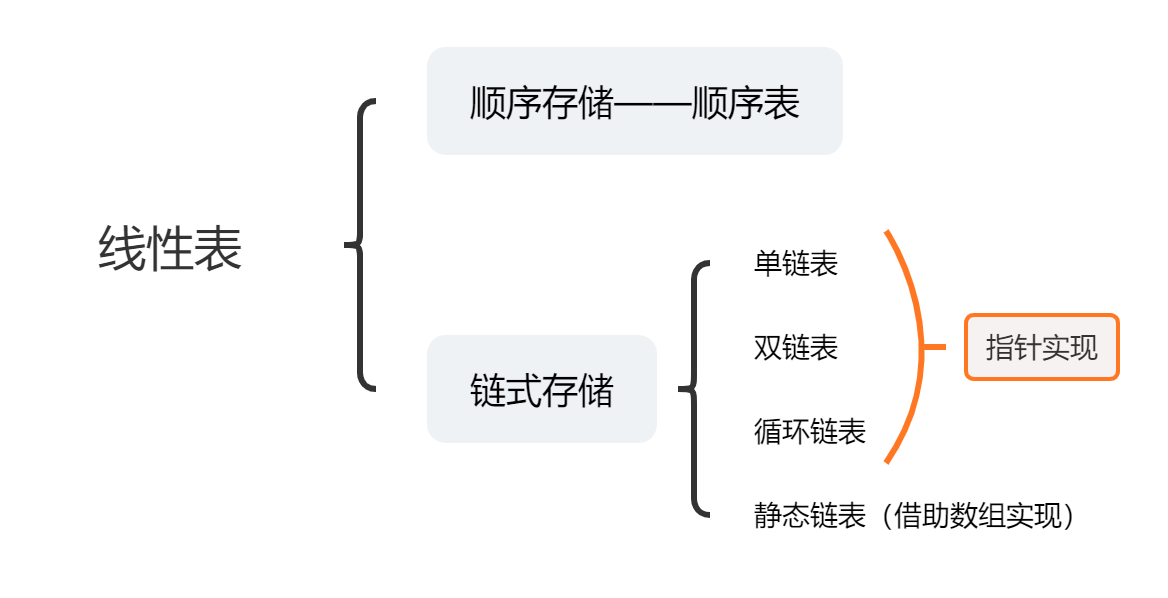 线性表
顺序存储——顺序表
链式存储
单链表
双链表
循环链表
静态链表（借助数组实现）
指针实现